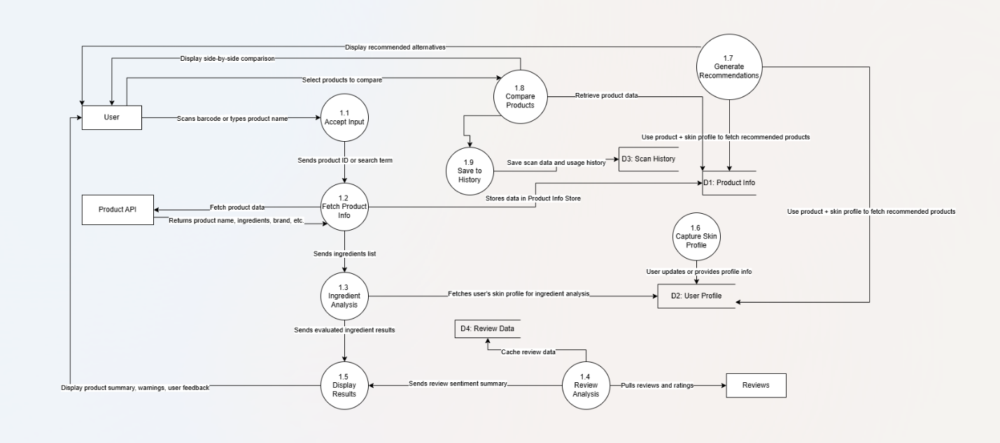 Display recommended alternatives
1.7
Generate
Recommendations
Display side-by-side comparison
Select products to compare
1.8
Compare
Products
Retrieve product data
User
Scans barcode or types product name
1.1
Accept Input
Use product + skin profile to fetch recommended products
1.9
Save to
History
Save scan data and usage history
D3: Scan History
Sends product ID or search term
D1: Product Info
1.2
Fetch Product
Info
Stores data in Product Info Store
Product API
Fetch product data
Returns product name, ingredients, brand, etc.
Use product + skin profile to fetch recommended products
1.6
Capture Skin
Profile
Sends ingredients list
User updates or provides profile info
1.3
Ingredient
Analysis
Fetches user's skin profile for ingredient analysis
D2: User Profile
Sends evaluated ingredient results
D4: Review Data
Cache review data
Display product summary, warnings, user feedback
1.5
Display
Results
Sends review sentiment summary
1.4
Review
Analysis
Pulls reviews and ratings
Reviews